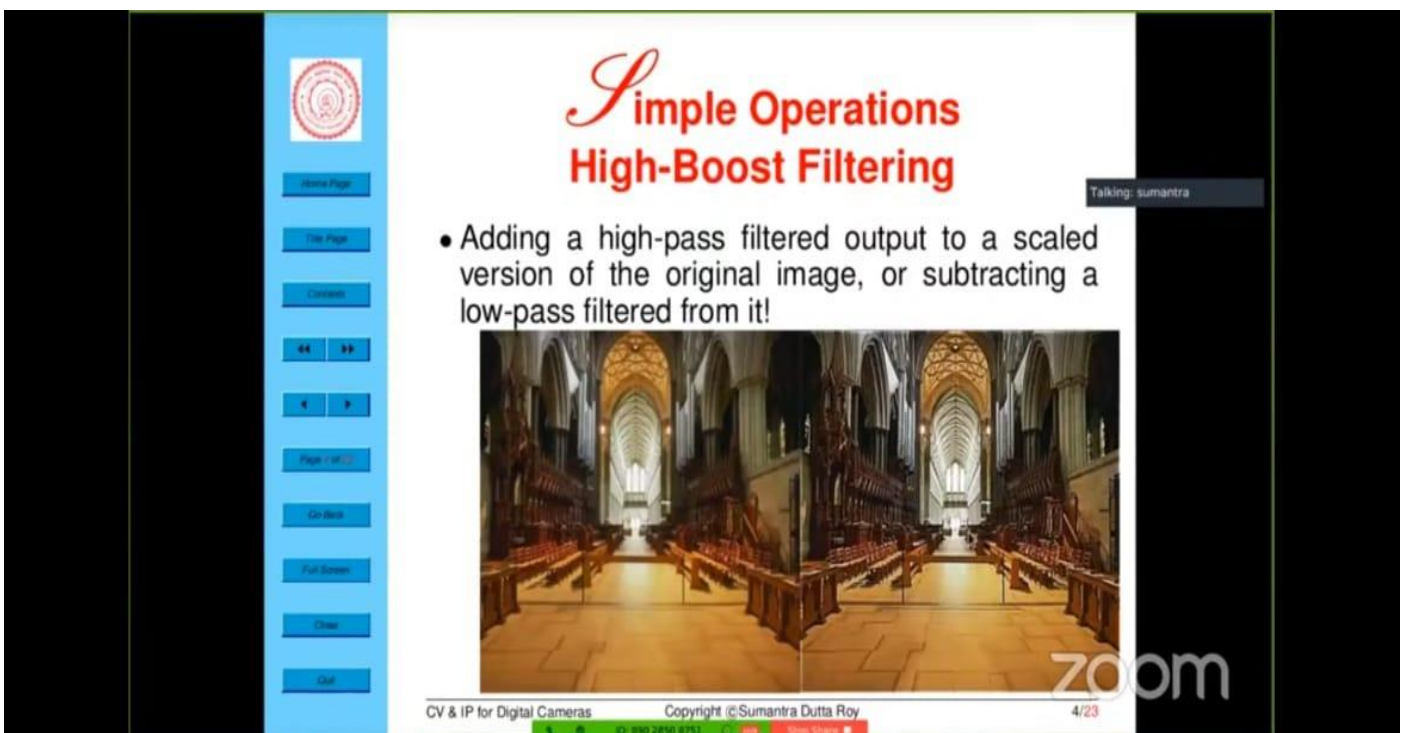 Simple Operations
High-Boost Filtering
Talking: sumantra
• Adding a high-pass filtered output to a scaled
version of the original image, or subtracting a
low-pass filtered from it!
Home Page
Title Page
Contents
Go Back
Full Screen
Close
Quit
zoom
CV & IP for Digital Cameras Copyright ©Sumantra Dutta Roy 4/23
Stop Share